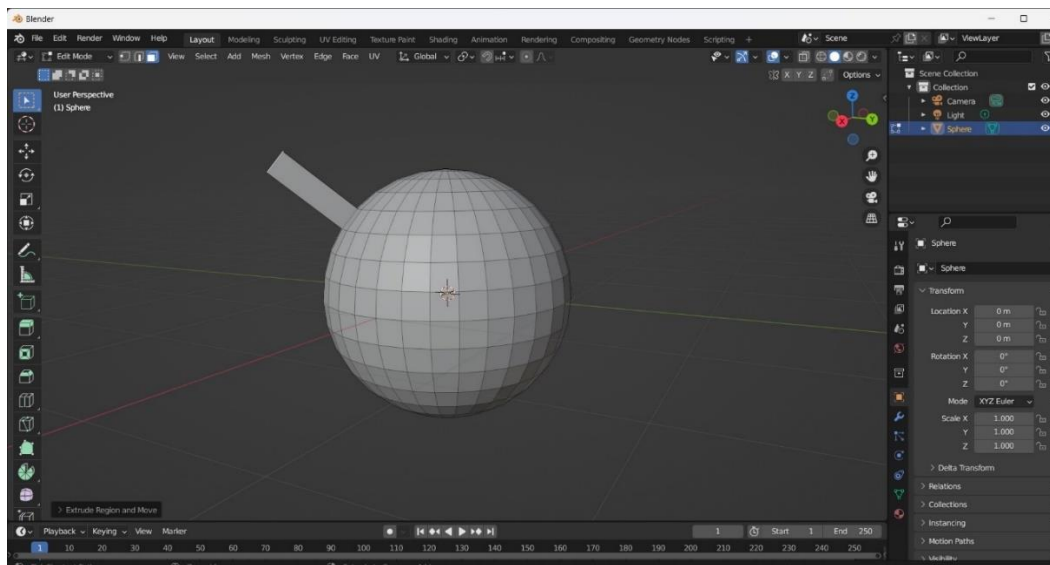 Blender
File Edit Render Window Help Layout Modeling Sculpting UV Editing Texture Paint Shading Animation Rendering Compositing Geometry Nodes Scripting + Scene ViewLayer
Edit Mode View Select Add Mesh Vertex Edge Face UV Global
X Y Z Options
User Perspective
(1) Sphere
Z
X
Y
Scene Collection
Collection
Camera
Light
Sphere
Sphere
Sphere
Transform
Location X 0 m
Y 0 m
Z 0 m
Rotation X 0°
Y 0°
Z 0°
Mode XYZ Euler
Scale X 1.000
Y 1.000
Z 1.000
Delta Transform
Relations
Collections
Instancing
Motion Paths
Visibility
Extrude Region and Move
Playback Keying View Marker 1 Start 1 End 250
1 10 20 30 40 50 60 70 80 90 100 110 120 130 140 150 160 170 180 190 200 210 220 230 240 250